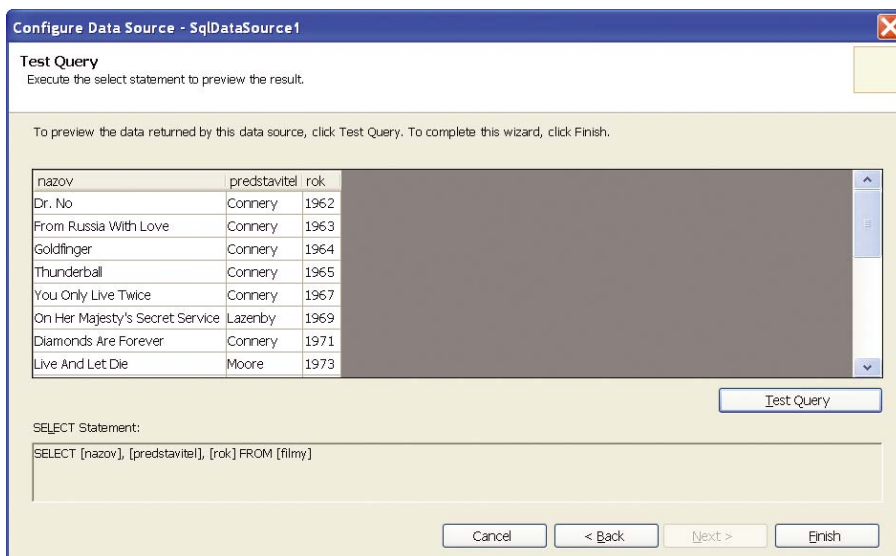 Configure Data Source - SqlDataSource1
Test Query
Execute the select statement to preview the result.
To preview the data returned by this data source, click Test Query. To complete this wizard, click Finish.
nazov predstavitel rok
Dr. No Connery 1962
From Russia With Love Connery 1963
Goldfinger Connery 1964
Thunderball Connery 1965
You Only Live Twice Connery 1967
On Her Majesty's Secret Service Lazenby 1969
Diamonds Are Forever Connery 1971
Live And Let Die Moore 1973
Test Query
SELECT Statement:
SELECT [nazov], [predstavitel], [rok] FROM [filmy]
Cancel < Back Next > Finish